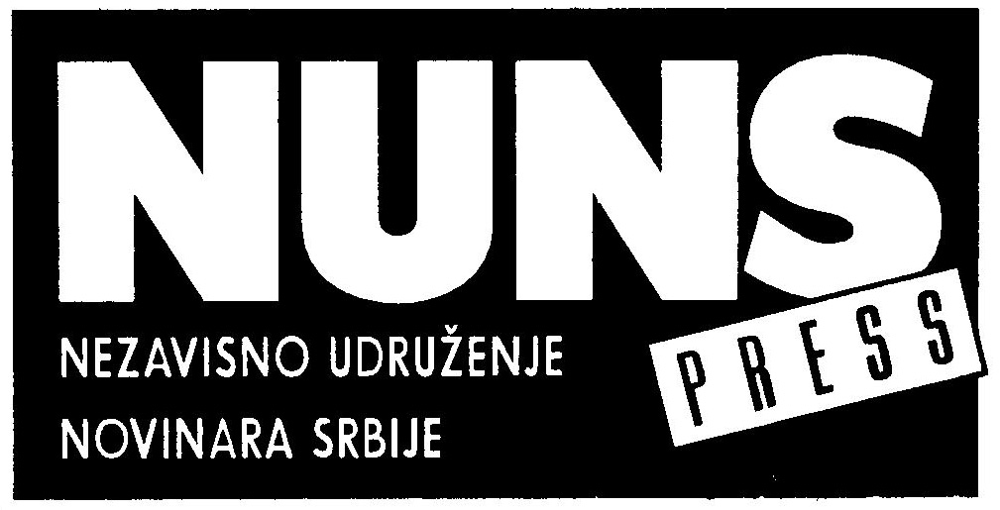 NUNS
PRESS
NEZAVISNO UDRUŽENJE
NOVINARA SRBIJE